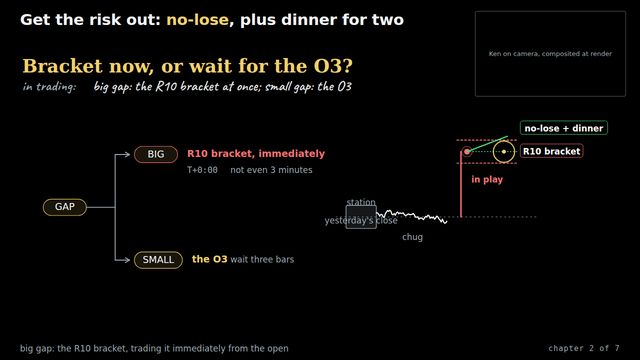 Get the risk out: no-lose, plus dinner for two
Ken on camera, composited at render
Bracket now, or wait for the O3?
in trading: big gap: the R10 bracket at once; small gap: the O3
no-lose + dinner
BIG R10 bracket, immediately
R10 bracket
T+0:00 not even 3 minutes
in play
GAP
station
yesterday's close
chug
SMALL the O3 wait three bars
big gap: the R10 bracket, trading it immediately from the open
chapter 2 of 7